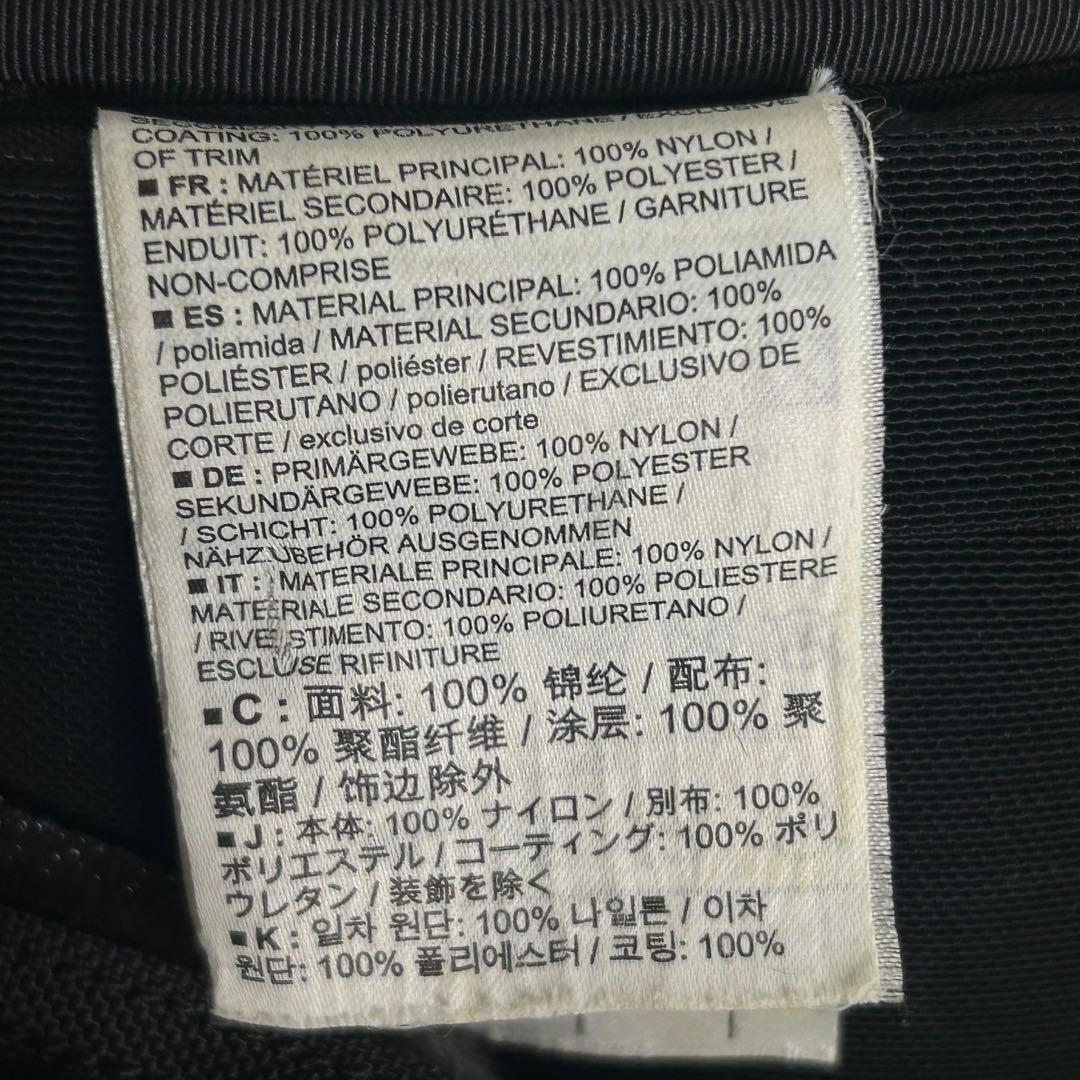 COATING: 100% POLYURETHANE / EXCLUSIVE
OF TRIM
■ FR : MATÉRIEL PRINCIPAL: 100% NYLON /
MATÉRIEL SECONDAIRE: 100% POLYESTER /
ENDUIT: 100% POLYURÉTHANE / GARNITURE
NON-COMPRISE
■ ES : MATERIAL PRINCIPAL: 100% POLIAMIDA
/ poliamida / MATERIAL SECUNDARIO: 100%
POLIÉSTER / poliéster / REVESTIMIENTO: 100%
POLIERUTANO / polierutano / EXCLUSIVO DE
CORTE / exclusivo de corte
■ DE : PRIMÄRGEWEBE: 100% NYLON /
SEKUNDÄRGEWEBE: 100% POLYESTER
/ SCHICHT: 100% POLYURETHANE /
NÄHZUBEHÖR AUSGENOMMEN
■ IT : MATERIALE PRINCIPALE: 100% NYLON /
MATEERIALE SECONDARIO: 100% POLIESTERE
/ RIVESTIMENTO: 100% POLIURETANO /
ESCLUSE RIFINITURE
■ C : 面料: 100% 锦纶 / 配布:
100% 聚酯纤维 / 涂层: 100% 聚
氨酯 / 饰边除外
■ J : 本体: 100% ナイロン / 別布: 100%
ポリエステル / コーティング: 100% ポリ
ウレタン / 装飾を除く
■ K : 일차 원단: 100% 나일론 / 이차
원단: 100% 폴리에스터 / 코팅: 100%